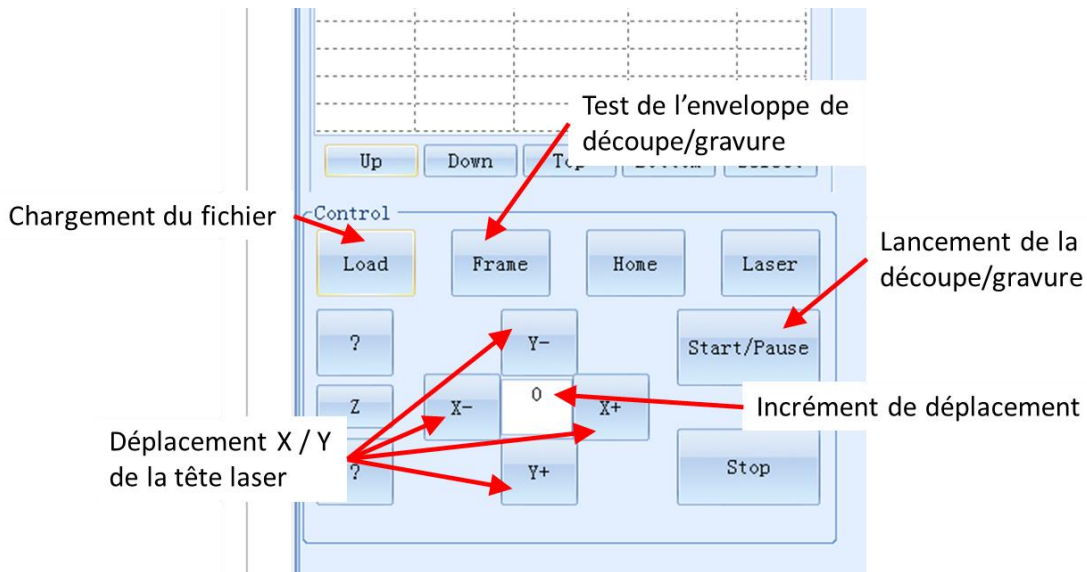 Test de l’enveloppe de
découpe/gravure
Up Down
Chargement du fichier
Control
Load Frame Home Laser
Lancement de la
découpe/gravure
? Y- Start/Pause
Z X- 0 X+
Incrément de déplacement
Déplacement X / Y
de la tête laser
? Y+ Stop